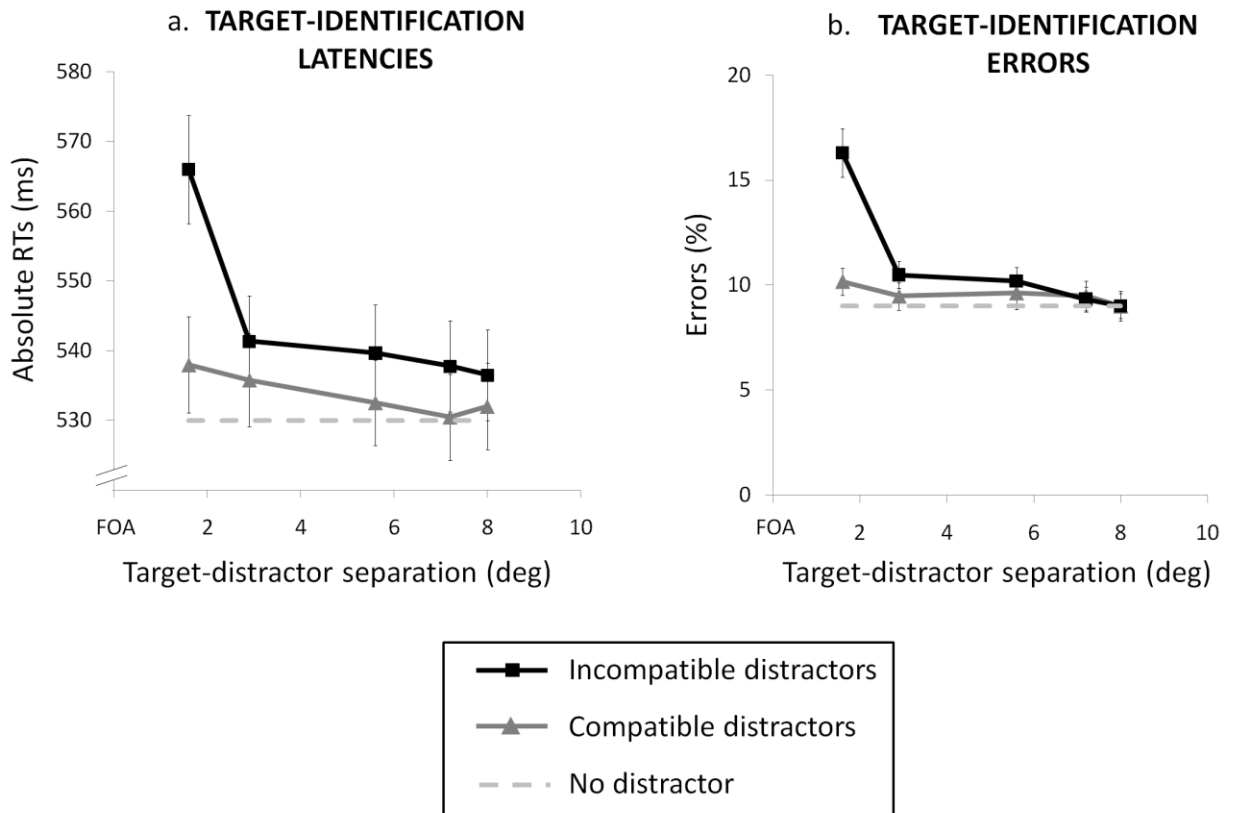 a. TARGET-IDENTIFICATION
LATENCIES
580
570
560
550
540
530
Absolute RTs (ms)
FOA 2 4 6 8 10
Target-distractor separation (deg)
b. TARGET-IDENTIFICATION
ERRORS
20
15
10
5
0
Errors (%)
FOA 2 4 6 8 10
Target-distractor separation (deg)
Incompatible distractors
Compatible distractors
No distractor